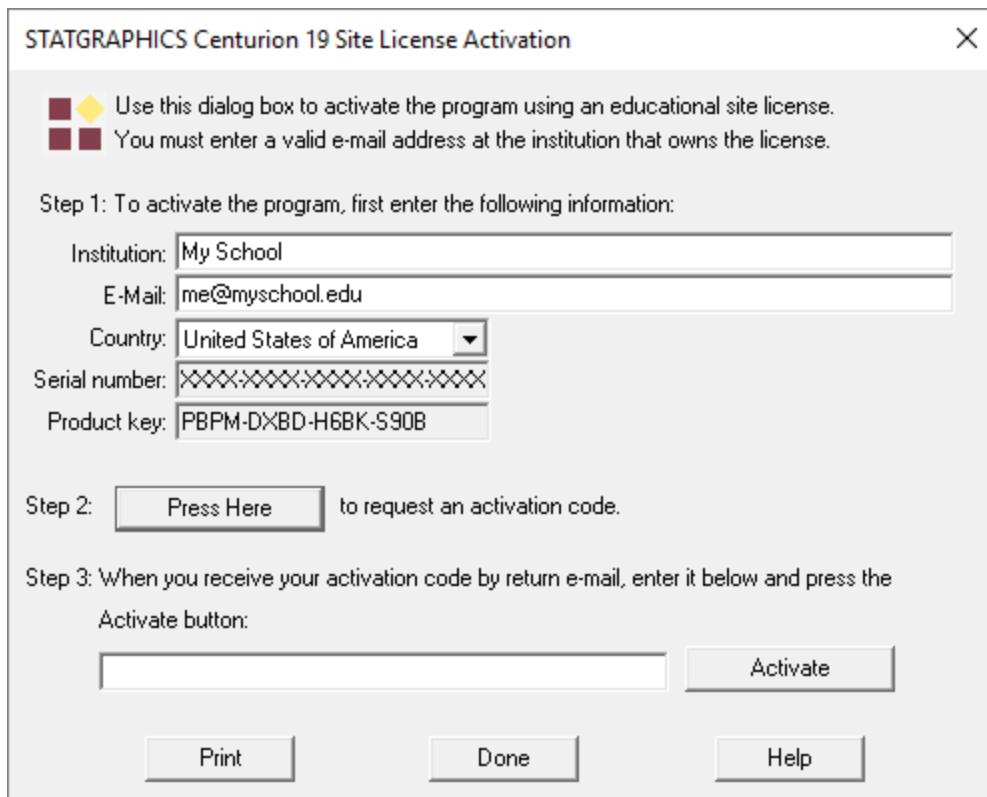 STATGRAPHICS Centurion 19 Site License Activation
Use this dialog box to activate the program using an educational site license.
You must enter a valid e-mail address at the institution that owns the license.
Step 1: To activate the program, first enter the following information:
Institution: My School
E-Mail: me@myschool.edu
Country: United States of America
Serial number: XXXX-XXXX-XXXX-XXXX-XXXX
Product key: PBPM-DXBD-H6BK-S90B
Step 2: Press Here to request an activation code.
Step 3: When you receive your activation code by return e-mail, enter it below and press the
Activate button:
Activate
Print Done Help